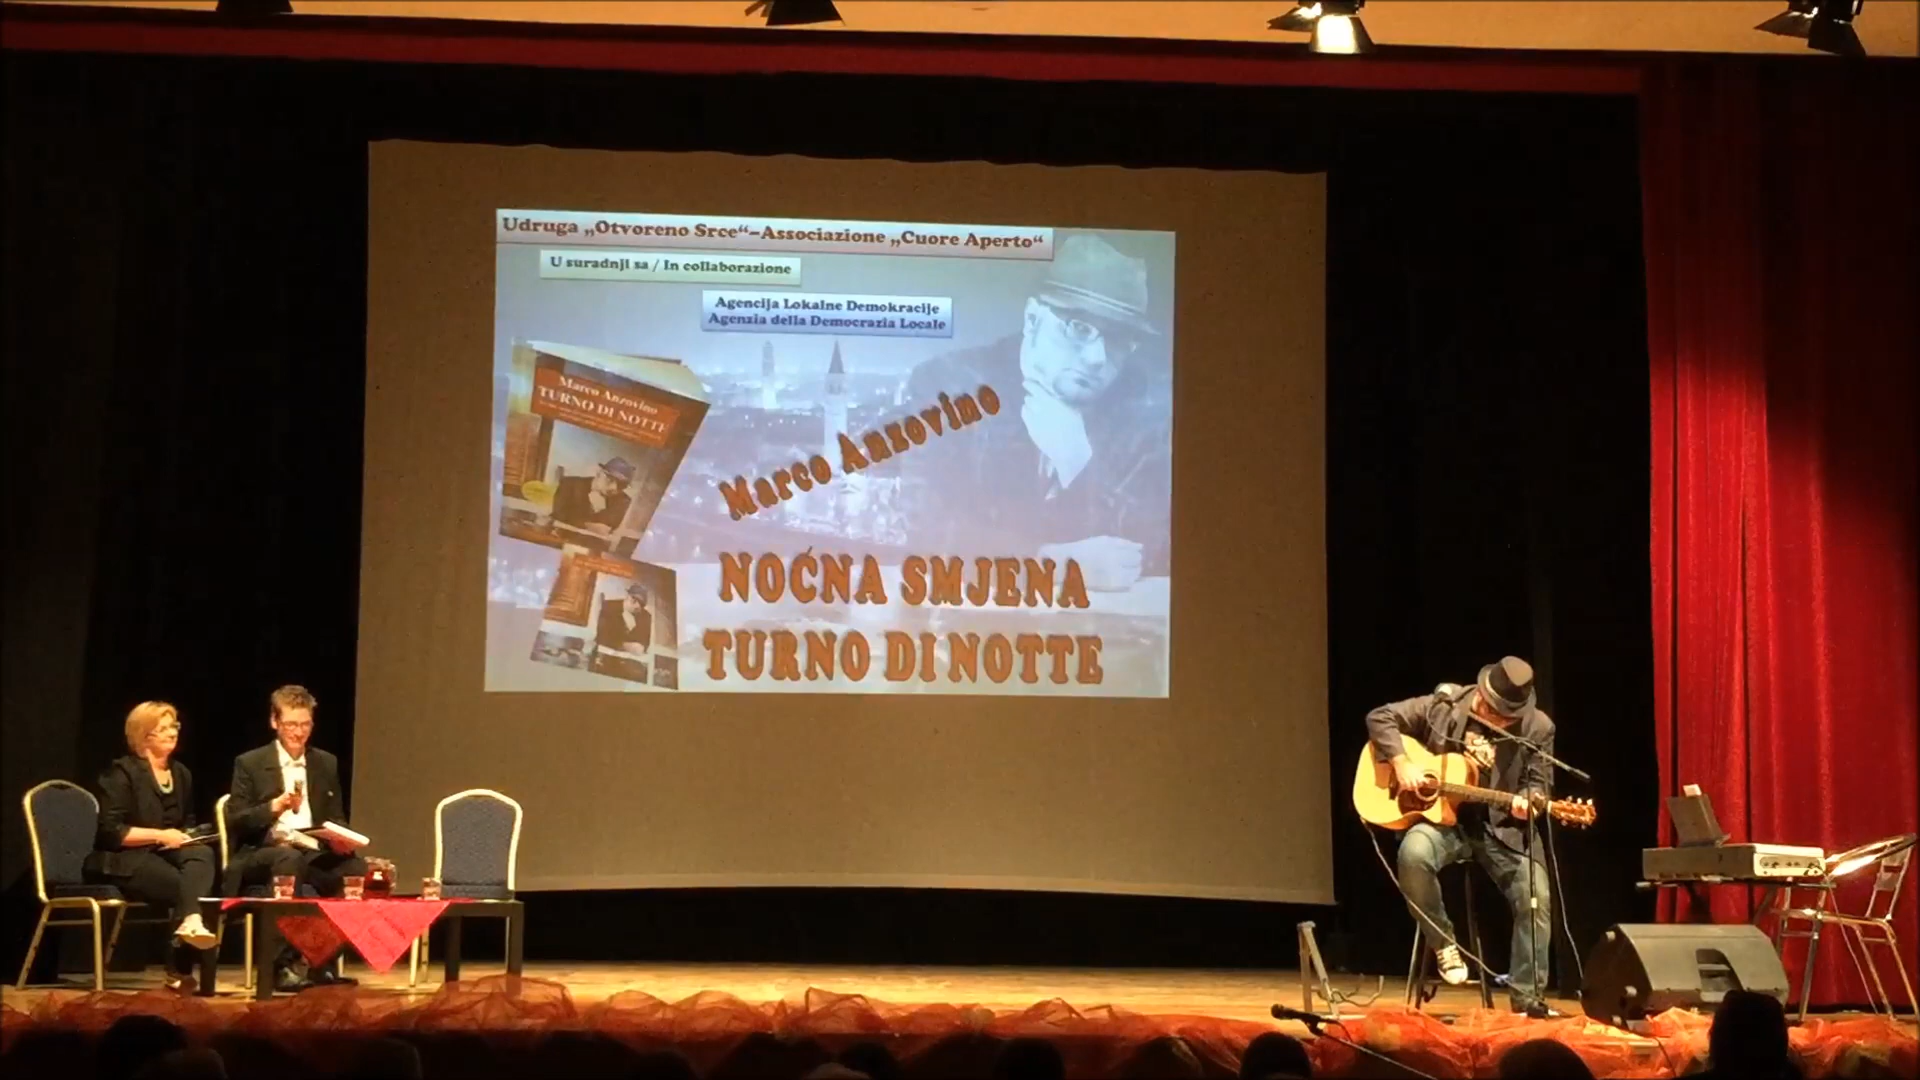 Udruga „Otvoreno Srce“–Associazione „Cuore Aperto“
U suradnji sa / In collaborazione
Agencija Lokalne Demokracije
Agenzia della Democrazia Locale
Marco Anzovino
TURNO DI NOTTE
Marco Anzovino
NOĆNA SMJENA
TURNO DI NOTTE